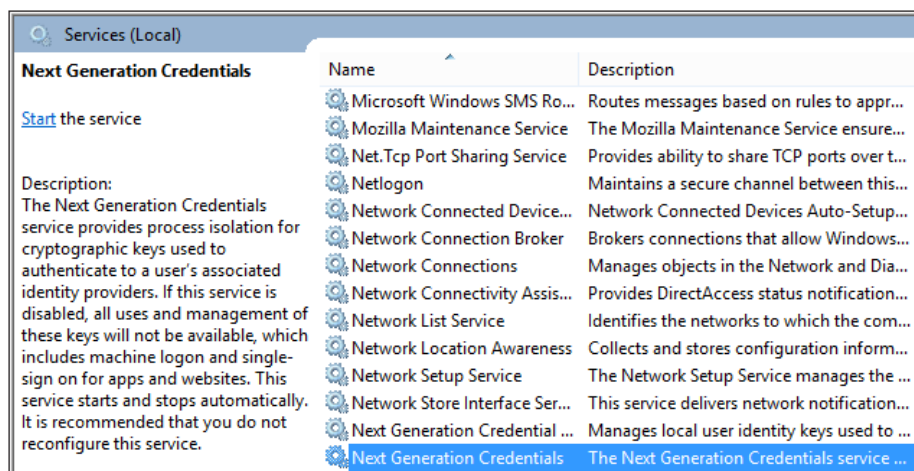 Services (Local)
Next Generation Credentials
Start the service
Description:
The Next Generation Credentials
service provides process isolation for
cryptographic keys used to
authenticate to a user's associated
identity providers. If this service is
disabled, all uses and management of
these keys will not be available, which
includes machine logon and single-
sign on for apps and websites. This
service starts and stops automatically.
It is recommended that you do not
reconfigure this service.
Name Description
Microsoft Windows SMS Ro... Routes messages based on rules to appr...
Mozilla Maintenance Service The Mozilla Maintenance Service ensure...
Net.Tcp Port Sharing Service Provides ability to share TCP ports over t...
Netlogon Maintains a secure channel between this...
Network Connected Device... Network Connected Devices Auto-Setup...
Network Connection Broker Brokers connections that allow Windows...
Network Connections Manages objects in the Network and Dia...
Network Connectivity Assis... Provides DirectAccess status notification...
Network List Service Identifies the networks to which the com...
Network Location Awareness Collects and stores configuration inform...
Network Setup Service The Network Setup Service manages the ...
Network Store Interface Ser... This service delivers network notification...
Next Generation Credential ... Manages local user identity keys used to ...
Next Generation Credentials The Next Generation Credentials service ...